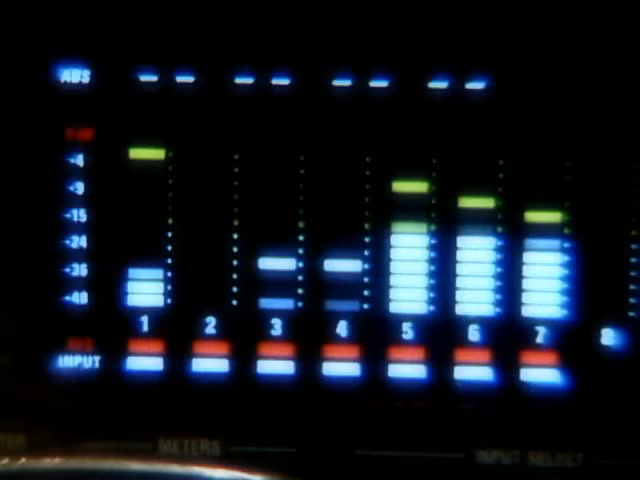 ABS -- -- -- --
-4
-9
-15
-24
-36
-48
1 2 3 4 5 6 7 8
INPUT
METERS INPUT SELECT